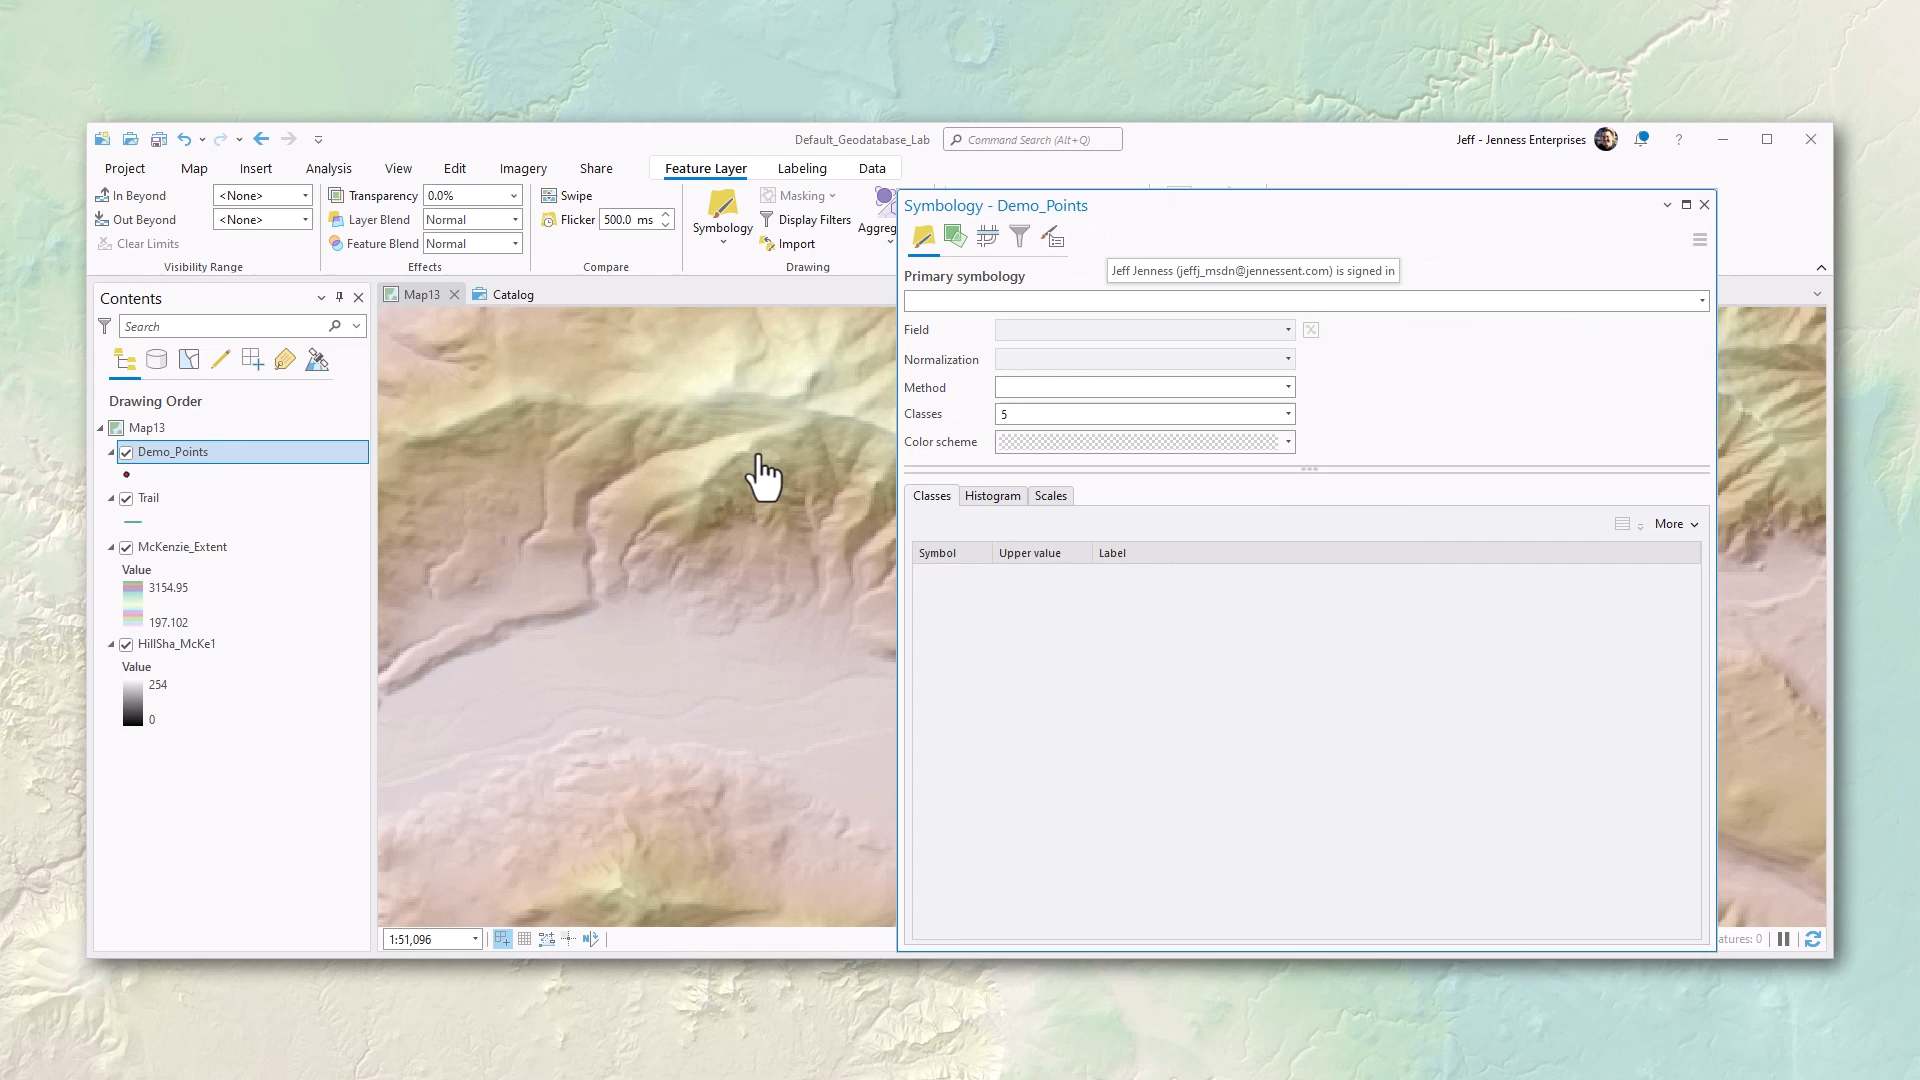 Default_Geodatabase_Lab
Command Search (Alt+Q)
Jeff - Jenness Enterprises
?
Project
Map
Insert
Analysis
View
Edit
Imagery
Share
Feature Layer
Labeling
Data
In Beyond
<None>
Out Beyond
<None>
Clear Limits
Visibility Range
Transparency
0.0%
Layer Blend
Normal
Feature Blend
Normal
Effects
Swipe
Flicker
500.0 ms
Compare
Symbology
Masking
Display Filters
Import
Aggreg
Drawing
Symbology - Demo_Points
Jeff Jenness (jeffj_msdn@jennessent.com) is signed in
Primary symbology
Field
Normalization
Method
Classes
5
Color scheme
Classes
Histogram
Scales
More
Symbol
Upper value
Label
Contents
Search
Drawing Order
Map13
Demo_Points
Trail
McKenzie_Extent
Value
3154.95
197.102
HillSha_McKe1
Value
254
0
Map13
Catalog
1:51,096
atures: 0